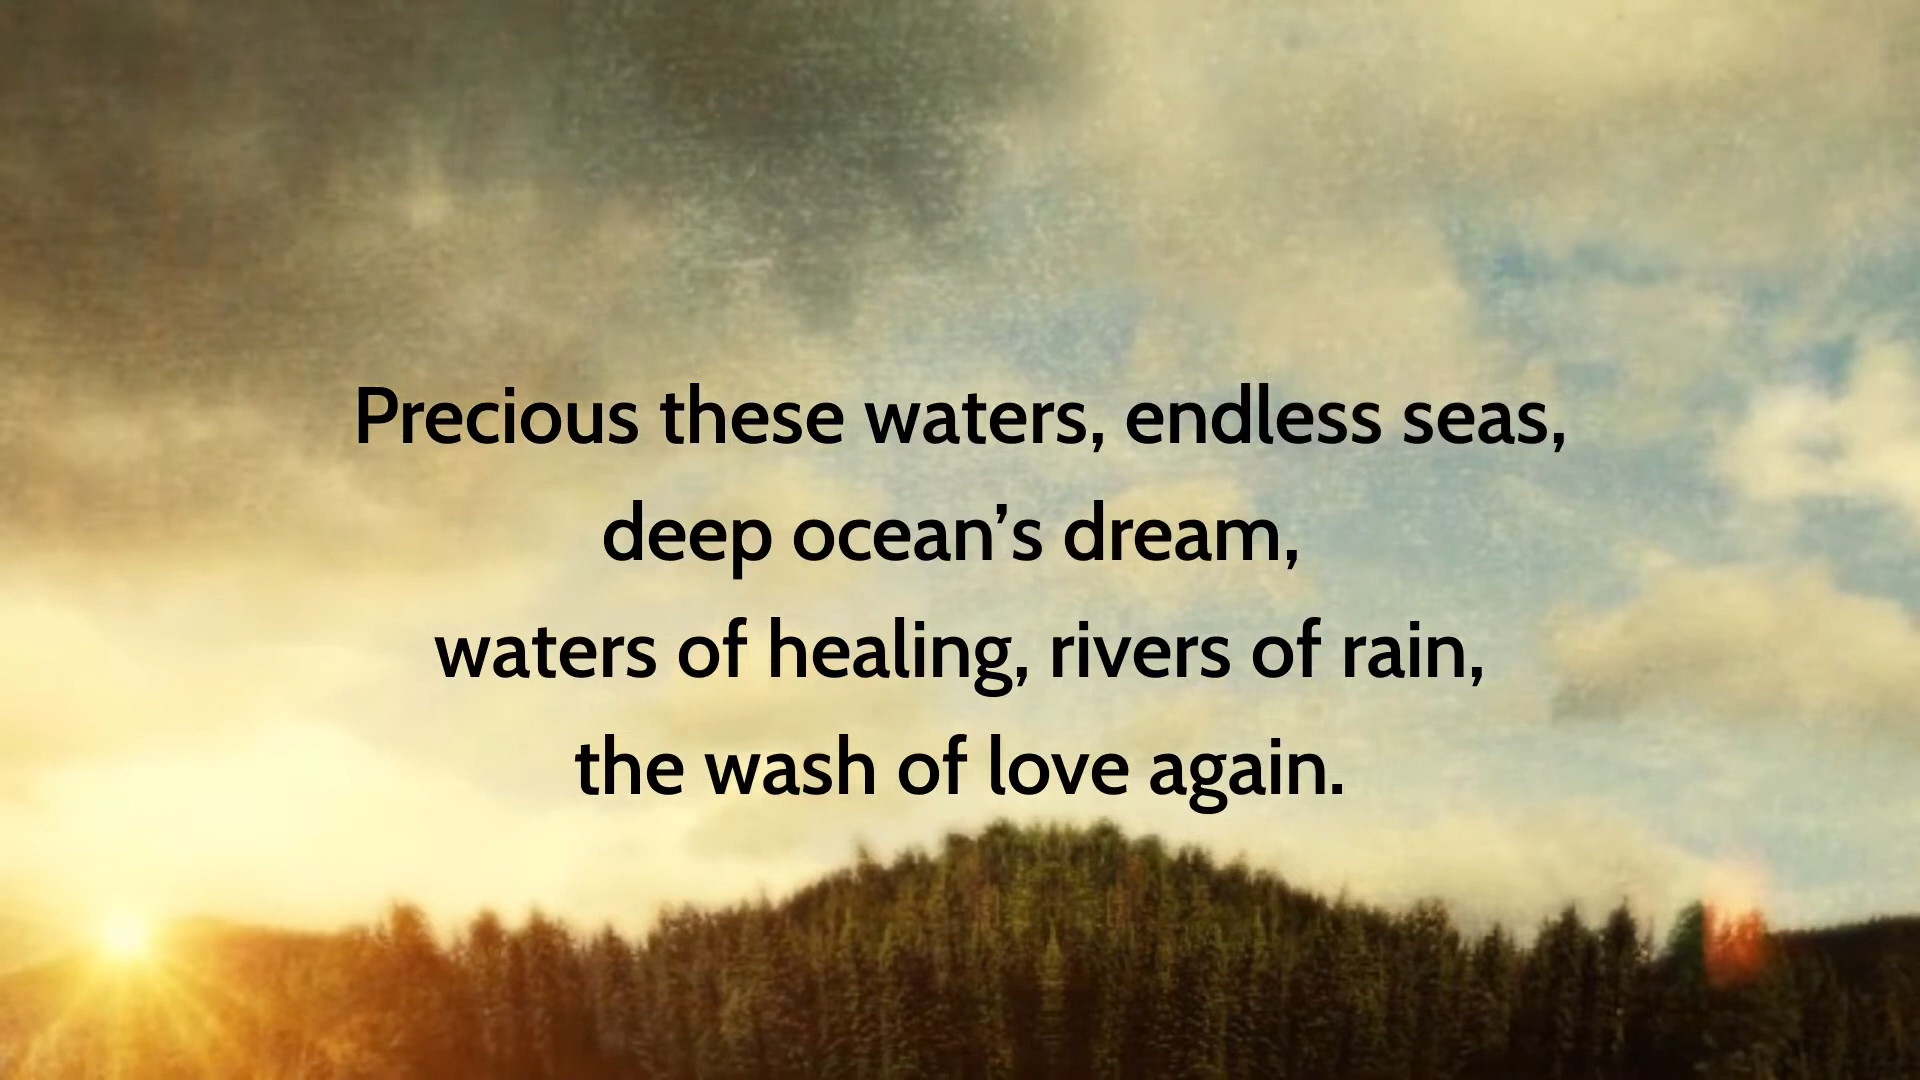 Precious these waters, endless seas,
deep ocean’s dream,
waters of healing, rivers of rain,
the wash of love again.